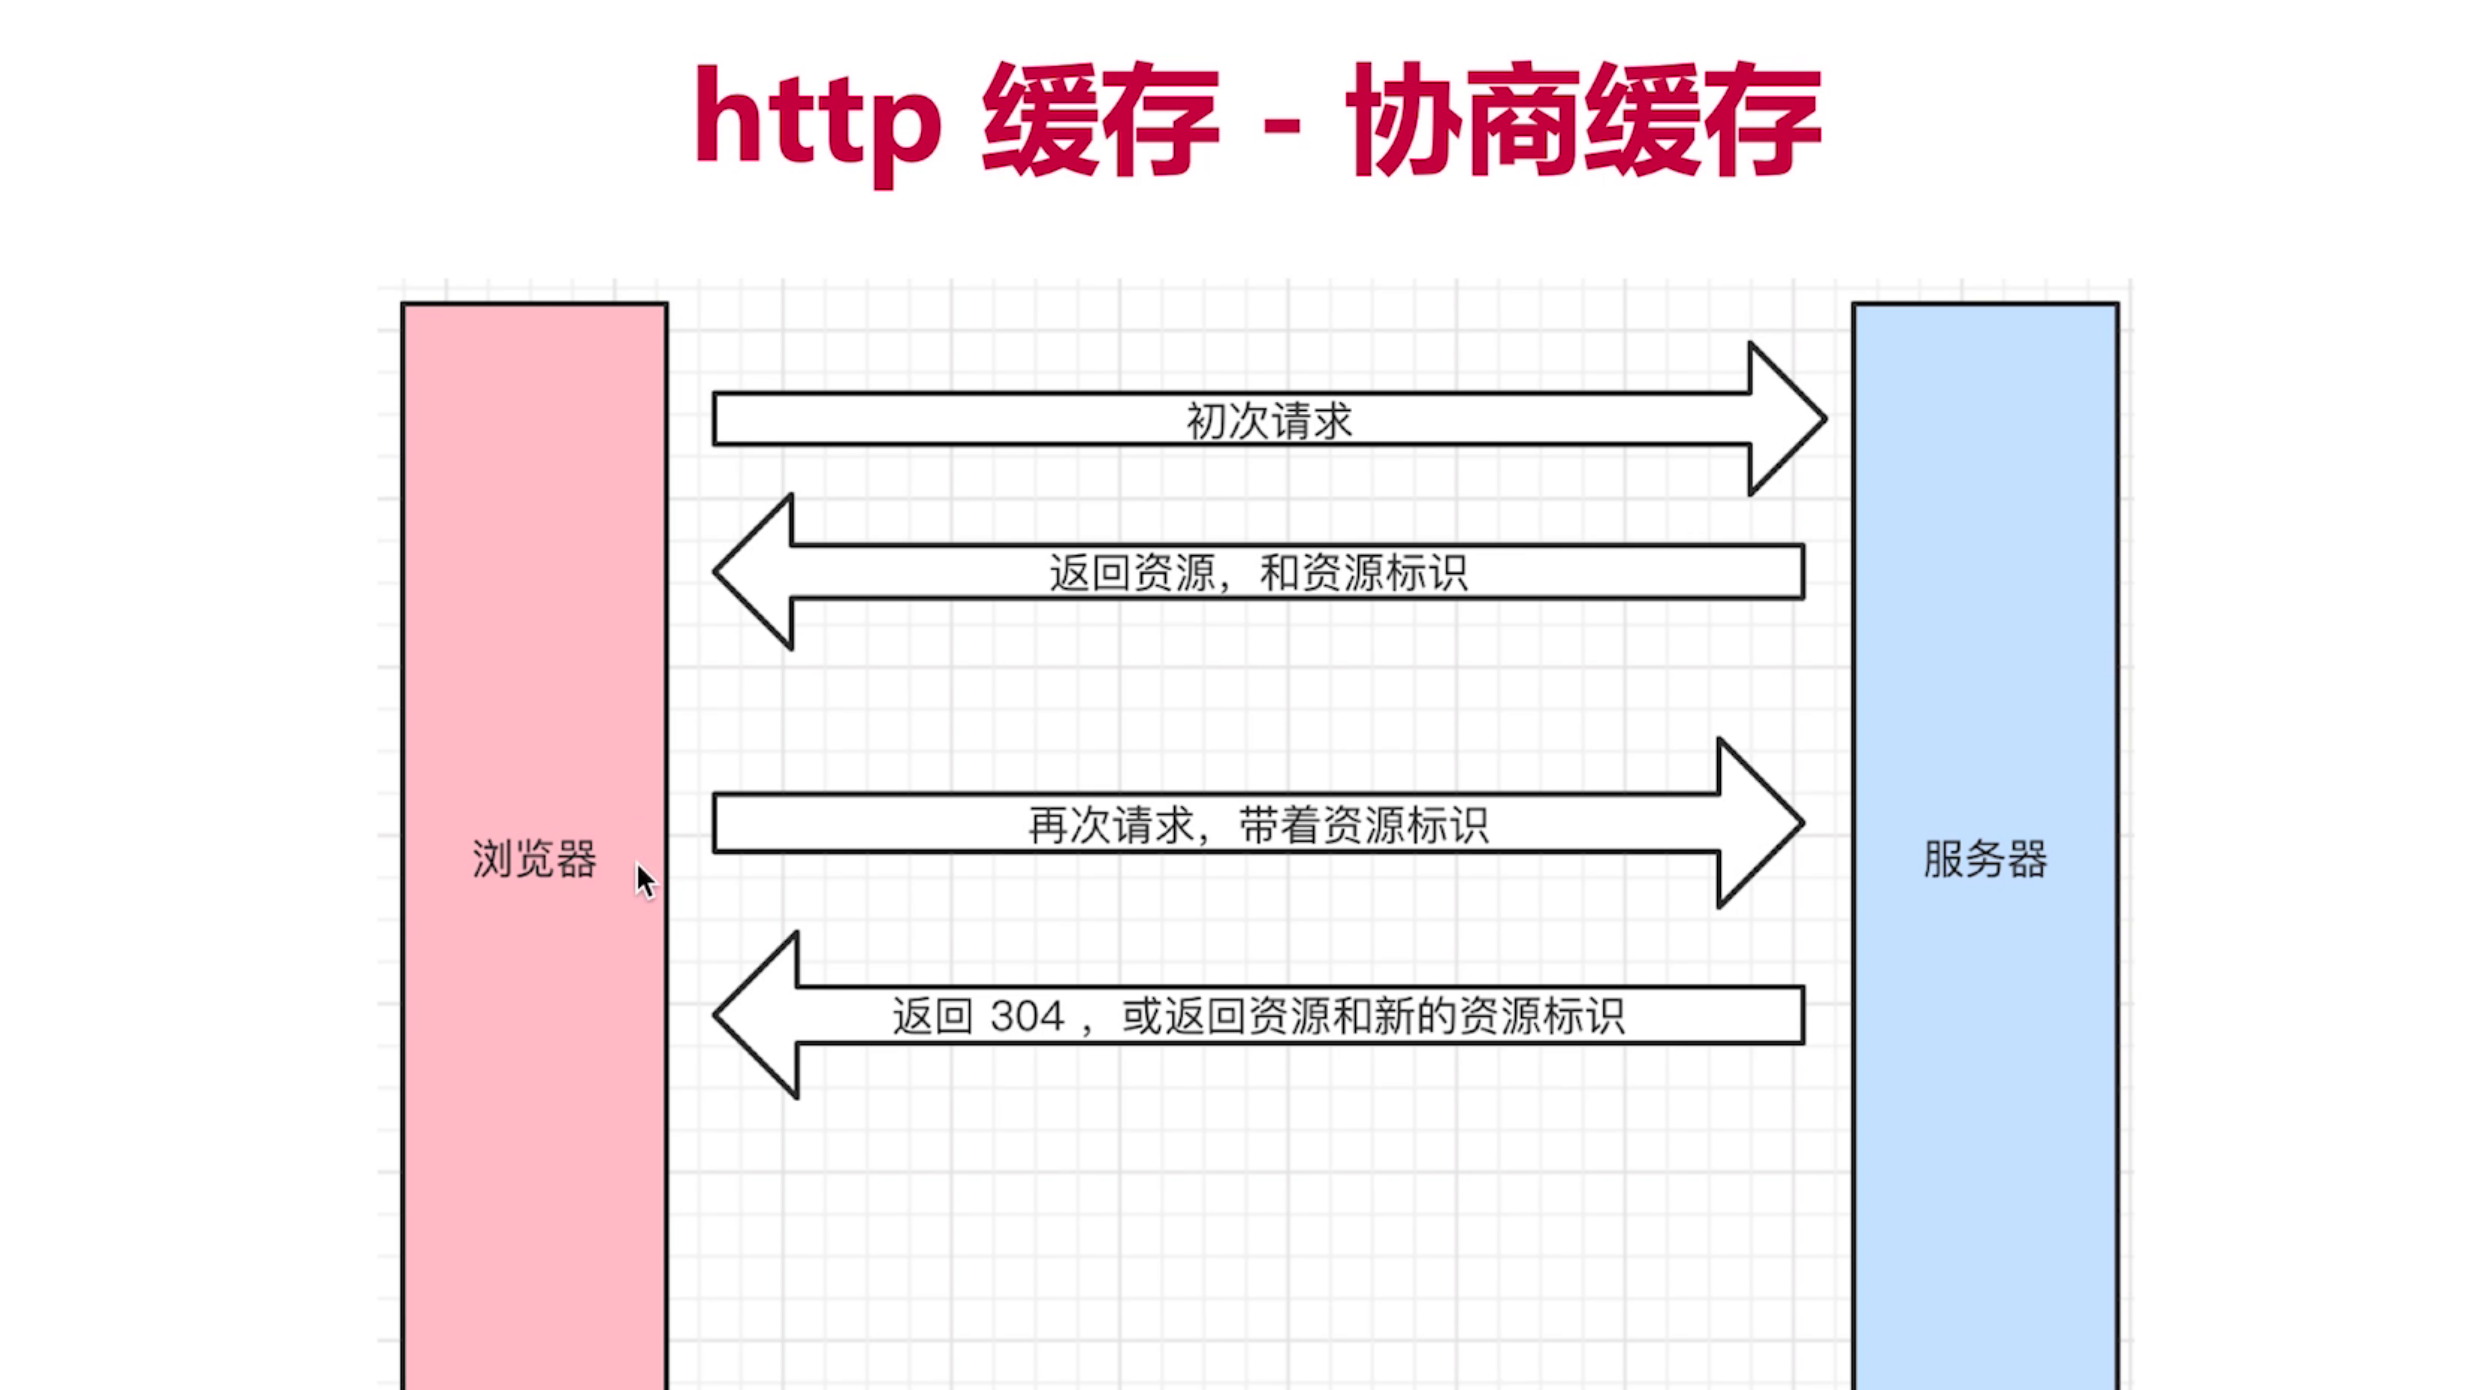 http 缓存 - 协商缓存
初次请求
返回资源，和资源标识
再次请求，带着资源标识
浏览器
服务器
返回 304 ，或返回资源和新的资源标识